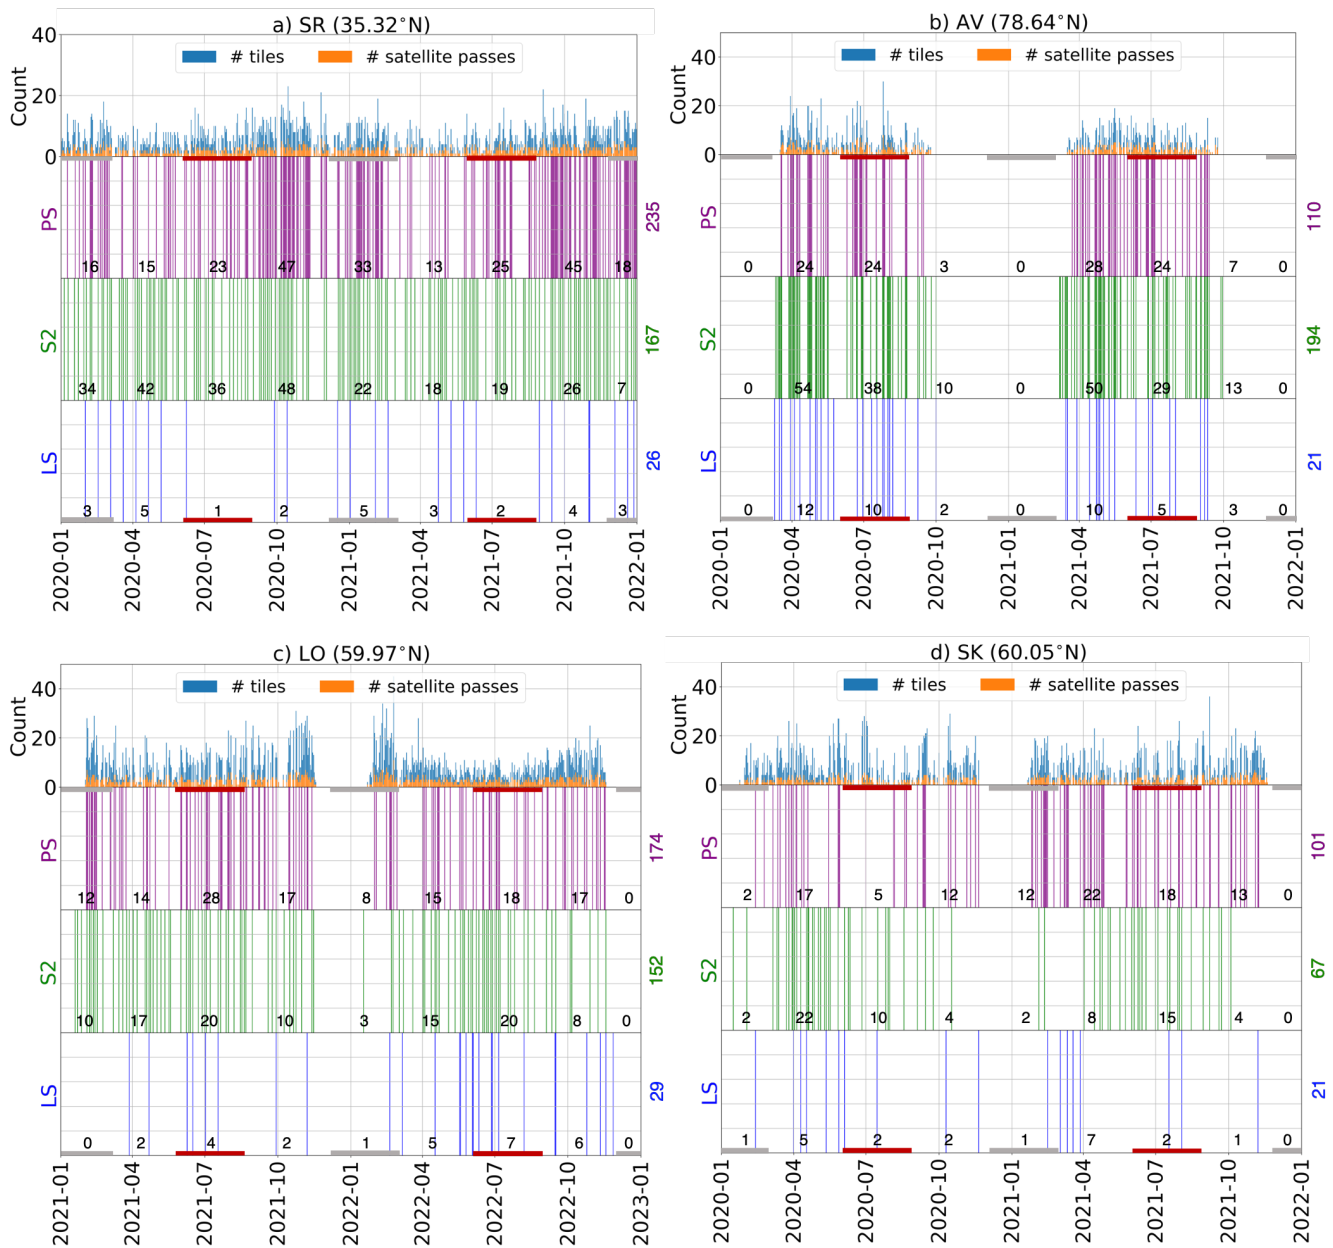 a) SR (35.32°N)
# tiles # satellite passes
Count
40
20
0
PS
16 15 23 47 33 13 25 45 18
235
S2
34 42 36 48 22 18 19 26 7
167
LS
3 5 1 2 5 3 2 4 3
26
2020-01 2020-04 2020-07 2020-10 2021-01 2021-04 2021-07 2021-10 2022-01
b) AV (78.64°N)
# tiles # satellite passes
Count
40
20
0
PS
0 24 24 3 0 28 24 7 0
110
S2
0 54 38 10 0 50 29 13 0
194
LS
0 12 10 2 0 10 5 3 0
21
2020-01 2020-04 2020-07 2020-10 2021-01 2021-04 2021-07 2021-10 2022-01
c) LO (59.97°N)
# tiles # satellite passes
Count
40
20
0
PS
12 14 28 17 8 15 18 17 0
174
S2
10 17 20 10 3 15 20 8 0
152
LS
0 2 4 2 1 5 7 6 0
29
2021-01 2021-04 2021-07 2021-10 2022-01 2022-04 2022-07 2022-10 2023-01
d) SK (60.05°N)
# tiles # satellite passes
Count
40
20
0
PS
2 17 5 12 12 22 18 13 0
101
S2
2 22 10 4 2 8 15 4 0
67
LS
1 5 2 2 1 7 2 1 0
21
2020-01 2020-04 2020-07 2020-10 2021-01 2021-04 2021-07 2021-10 2022-01